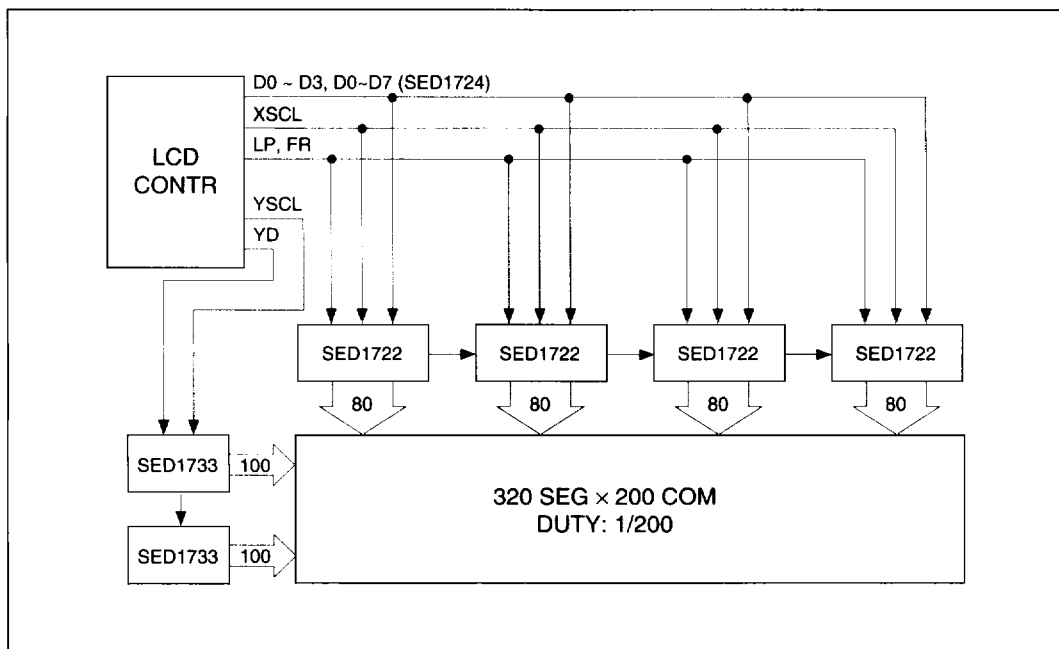 D0 ~ D3, D0~D7 (SED1724)
XSCL
LP, FR
LCD
CONTR
YSCL
YD
SED1722
SED1722
SED1722
SED1722
80
80
80
80
SED1733
100
320 SEG × 200 COM
DUTY: 1/200
SED1733
100